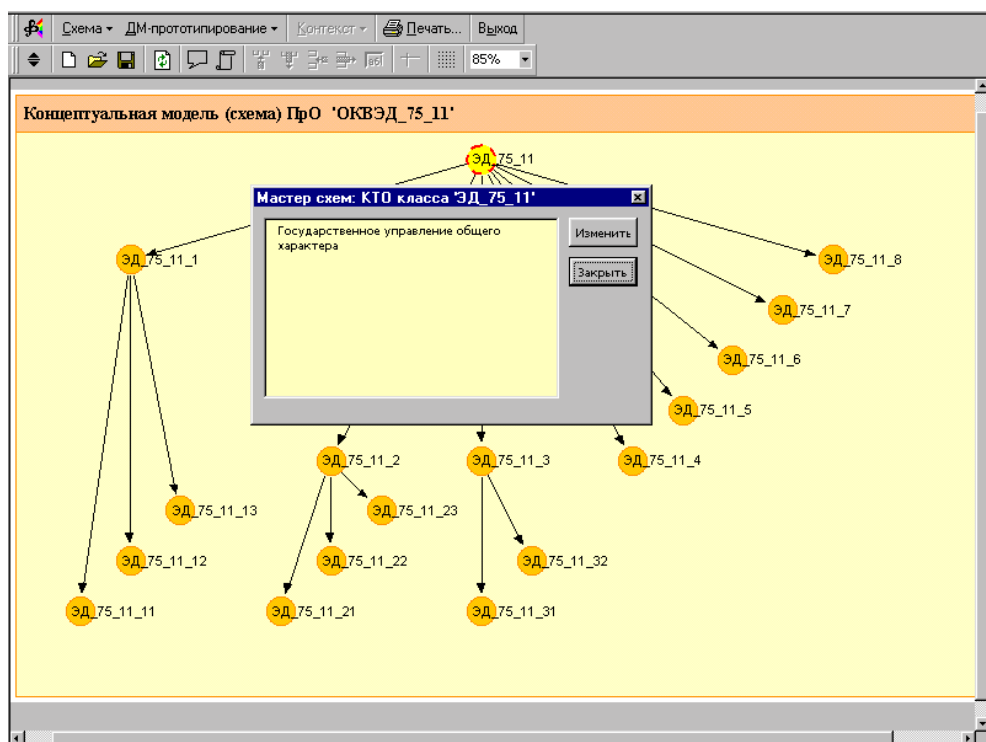 Схема ДМ-прототипирование Контекст Печать... Выход
85%
Концептуальная модель (схема) ПрО 'ОКВЭД_75_11'
ЭД_75_11
Мастер схем: КТО класса 'ЭД_75_11'
Государственное управление общего
характера
Изменить
Закрыть
ЭД_75_11_1
ЭД_75_11_8
ЭД_75_11_7
ЭД_75_11_6
ЭД_75_11_5
ЭД_75_11_2
ЭД_75_11_3
ЭД_75_11_4
ЭД_75_11_13
ЭД_75_11_23
ЭД_75_11_12
ЭД_75_11_22
ЭД_75_11_32
ЭД_75_11_11
ЭД_75_11_21
ЭД_75_11_31